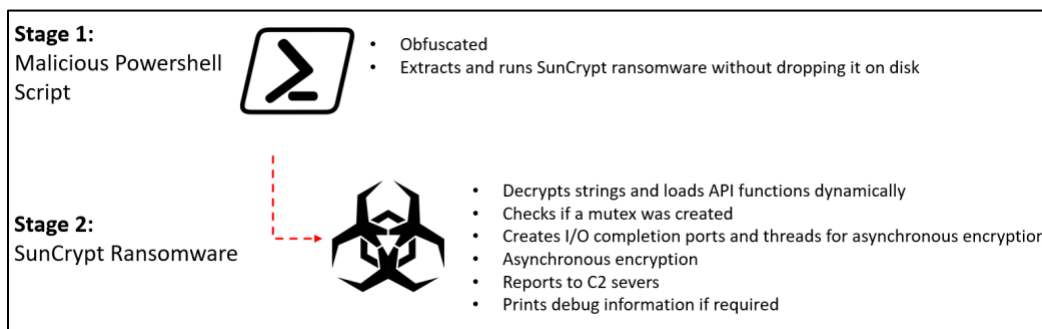 Stage 1:
Malicious Powershell
Script
• Obfuscated
• Extracts and runs SunCrypt ransomware without dropping it on disk
Stage 2:
SunCrypt Ransomware
• Decrypts strings and loads API functions dynamically
• Checks if a mutex was created
• Creates I/O completion ports and threads for asynchronous encryption
• Asynchronous encryption
• Reports to C2 severs
• Prints debug information if required